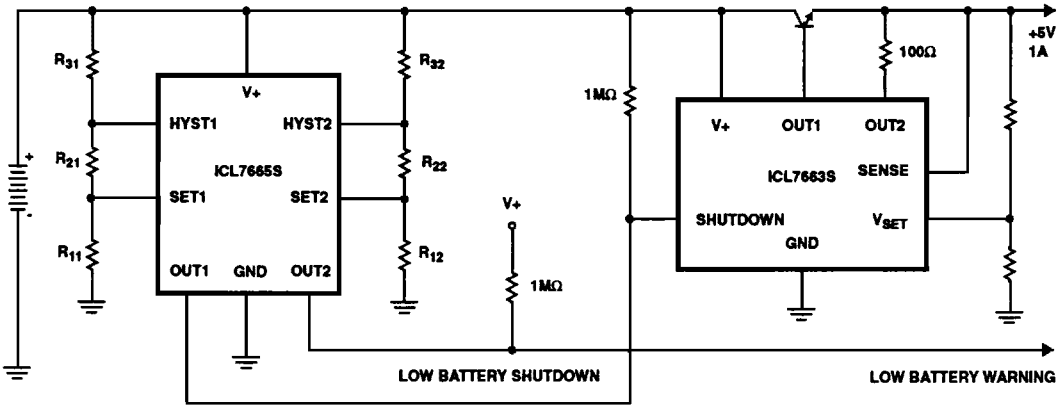 +5V
1A
R31
R32
100Ω
V+
1MΩ
HYST1
HYST2
V+
OUT1
OUT2
R21
ICL7665S
R22
ICL7663S
SENSE
SET1
SET2
V+
SHUTDOWN
VSET
R11
R12
GND
OUT1
GND
OUT2
1MΩ
LOW BATTERY SHUTDOWN
LOW BATTERY WARNING
+
-